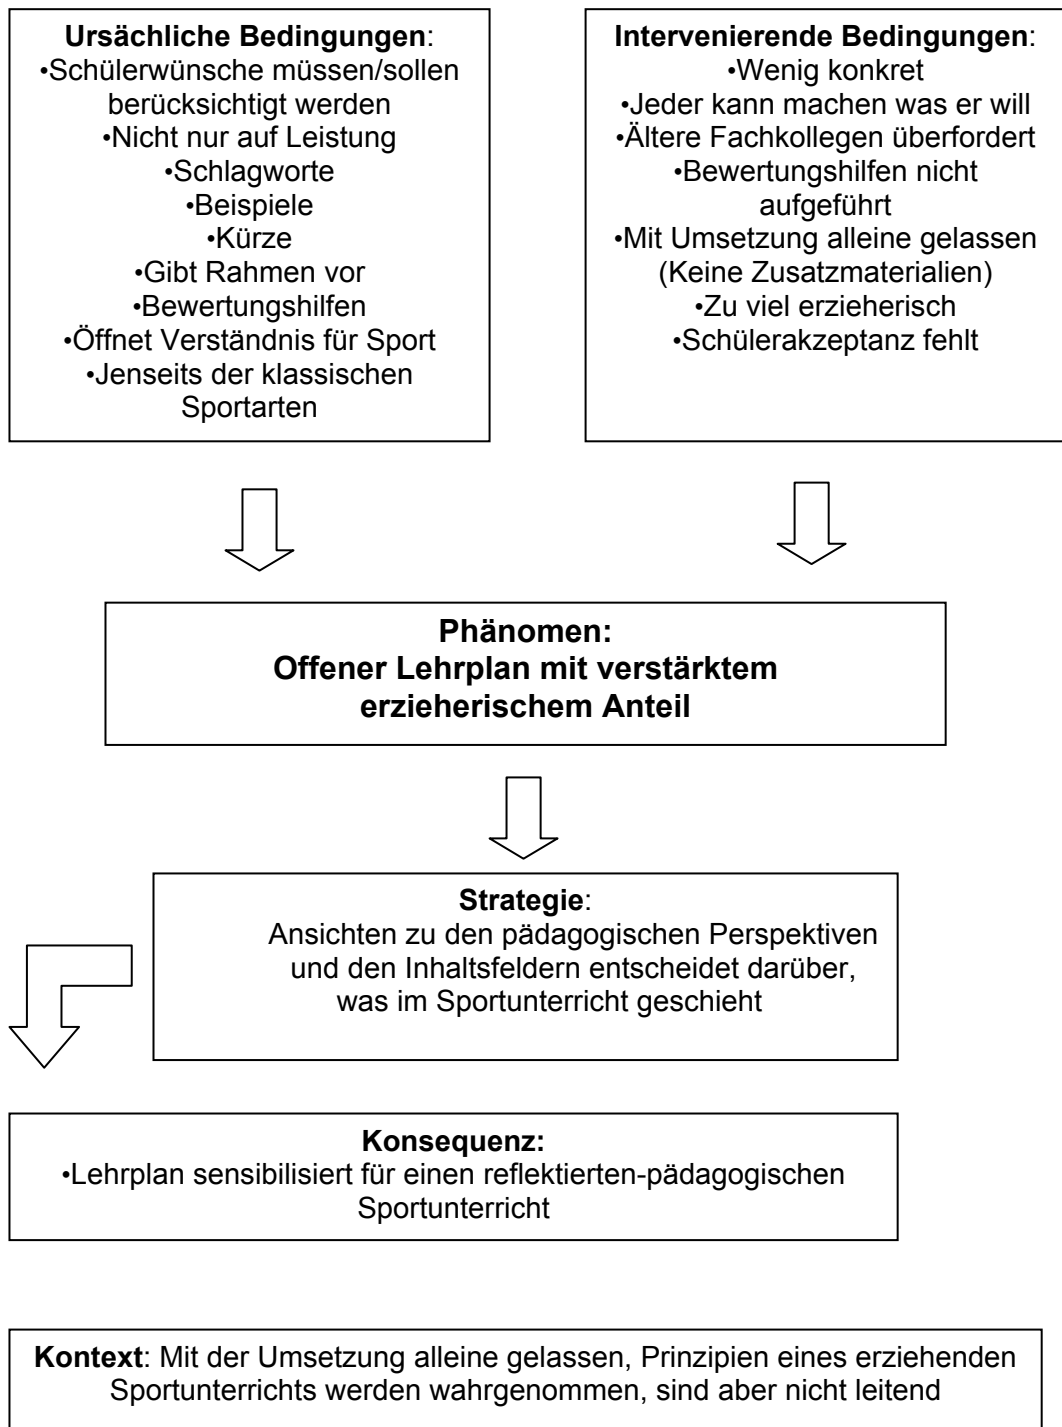 Ursächliche Bedingungen:
•Schülerwünsche müssen/sollen
berücksichtigt werden
•Nicht nur auf Leistung
•Schlagworte
•Beispiele
•Kürze
•Gibt Rahmen vor
•Bewertungshilfen
•Öffnet Verständnis für Sport
•Jenseits der klassischen
Sportarten
Intervenierende Bedingungen:
•Wenig konkret
•Jeder kann machen was er will
•Ältere Fachkollegen überfordert
•Bewertungshilfen nicht
aufgeführt
•Mit Umsetzung alleine gelassen
(Keine Zusatzmaterialien)
•Zu viel erzieherisch
•Schülerakzeptanz fehlt
Phänomen:
Offener Lehrplan mit verstärktem
erzieherischem Anteil
Strategie:
Ansichten zu den pädagogischen Perspektiven
und den Inhaltsfeldern entscheidet darüber,
was im Sportunterricht geschieht
Konsequenz:
•Lehrplan sensibilisiert für einen reflektierten-pädagogischen
Sportunterricht
Kontext: Mit der Umsetzung alleine gelassen, Prinzipien eines erziehenden
Sportunterrichts werden wahrgenommen, sind aber nicht leitend